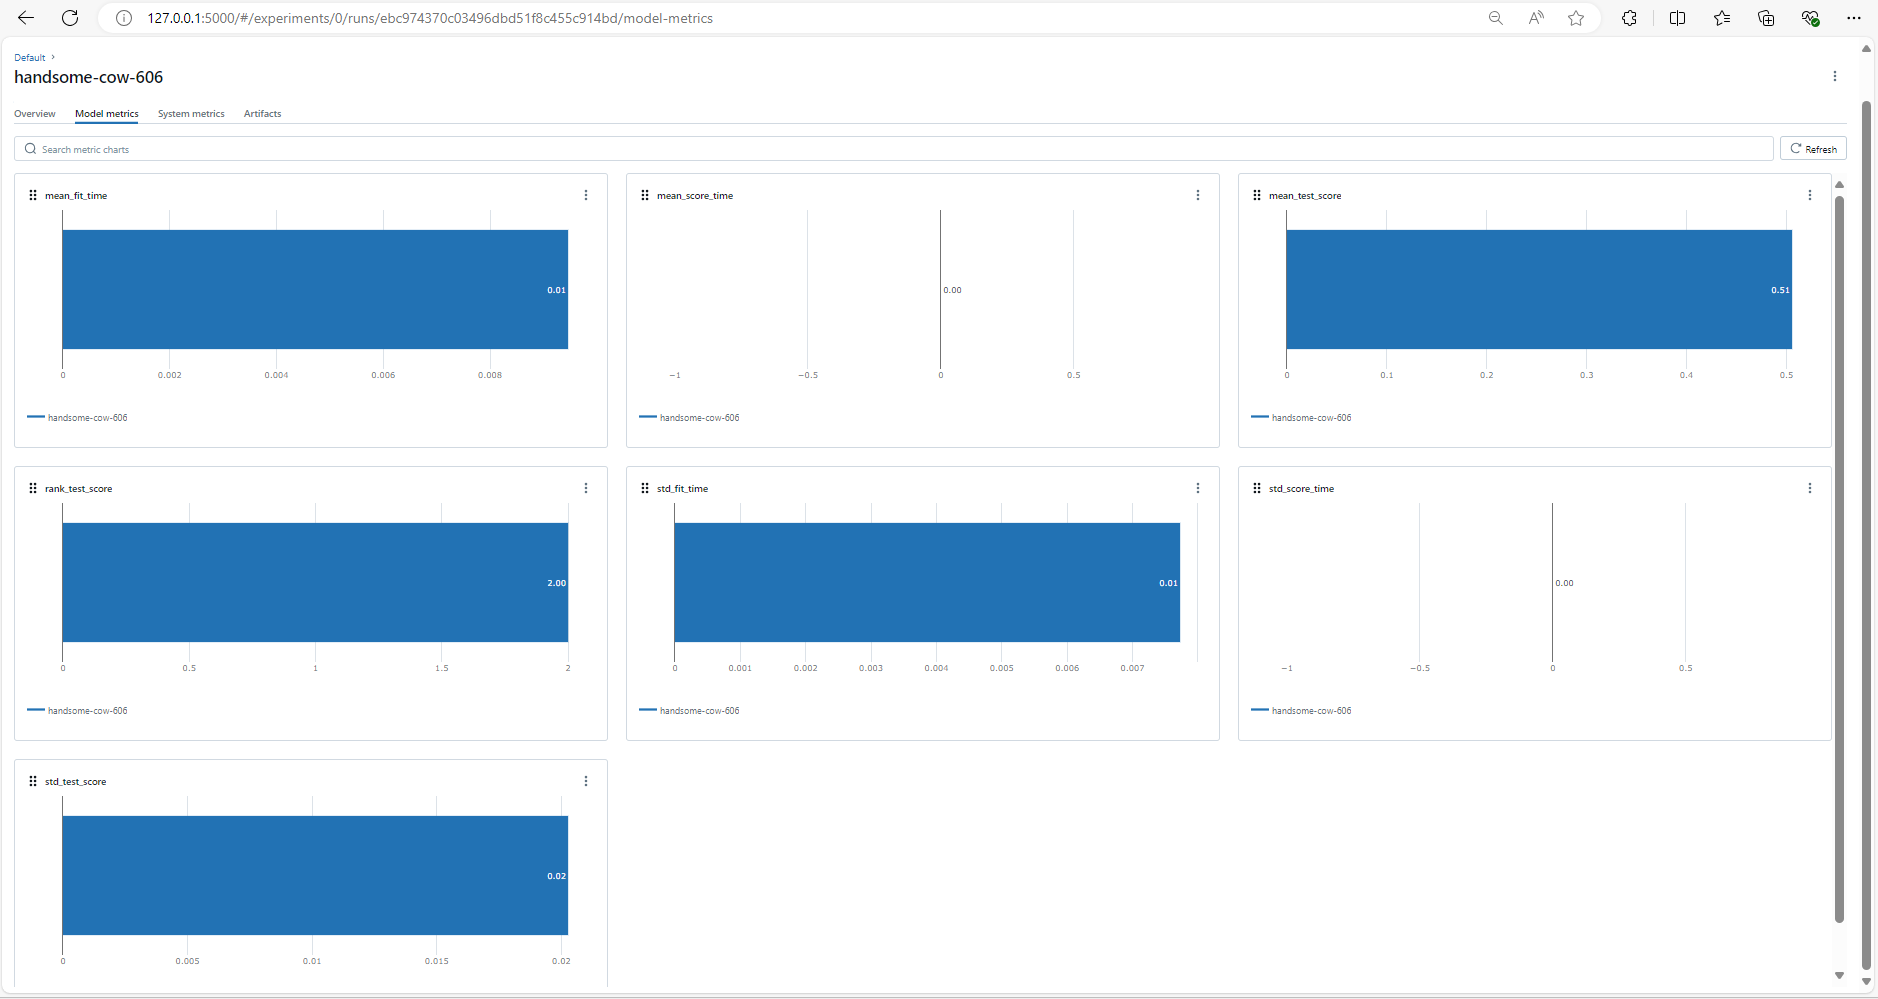 127.0.0.1:5000/#/experiments/0/runs/ebc974370c03496dbd51f8c455c914bd/model-metrics
Default ›
handsome-cow-606
Overview Model metrics System metrics Artifacts
Search metric charts
Refresh
mean_fit_time
0.01
0 0.002 0.004 0.006 0.008
handsome-cow-606
mean_score_time
0.00
−1 −0.5 0 0.5
handsome-cow-606
mean_test_score
0.51
0 0.1 0.2 0.3 0.4 0.5
handsome-cow-606
rank_test_score
2.00
0 0.5 1 1.5 2
handsome-cow-606
std_fit_time
0.01
0 0.001 0.002 0.003 0.004 0.005 0.006 0.007
handsome-cow-606
std_score_time
0.00
−1 −0.5 0 0.5
handsome-cow-606
std_test_score
0.02
0 0.005 0.01 0.015 0.02